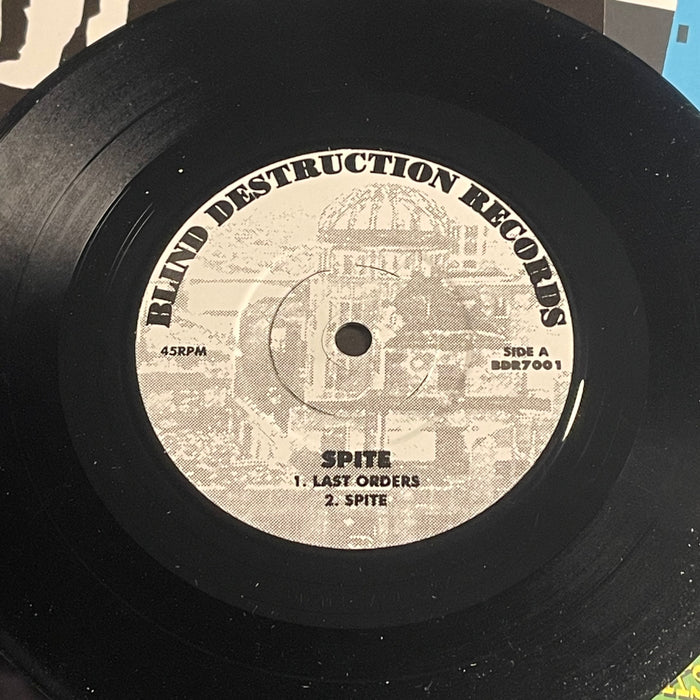 BLIND DESTRUCTION RECORDS
45RPM
SIDE A
BDR7001
SPITE
1. LAST ORDERS
2. SPITE